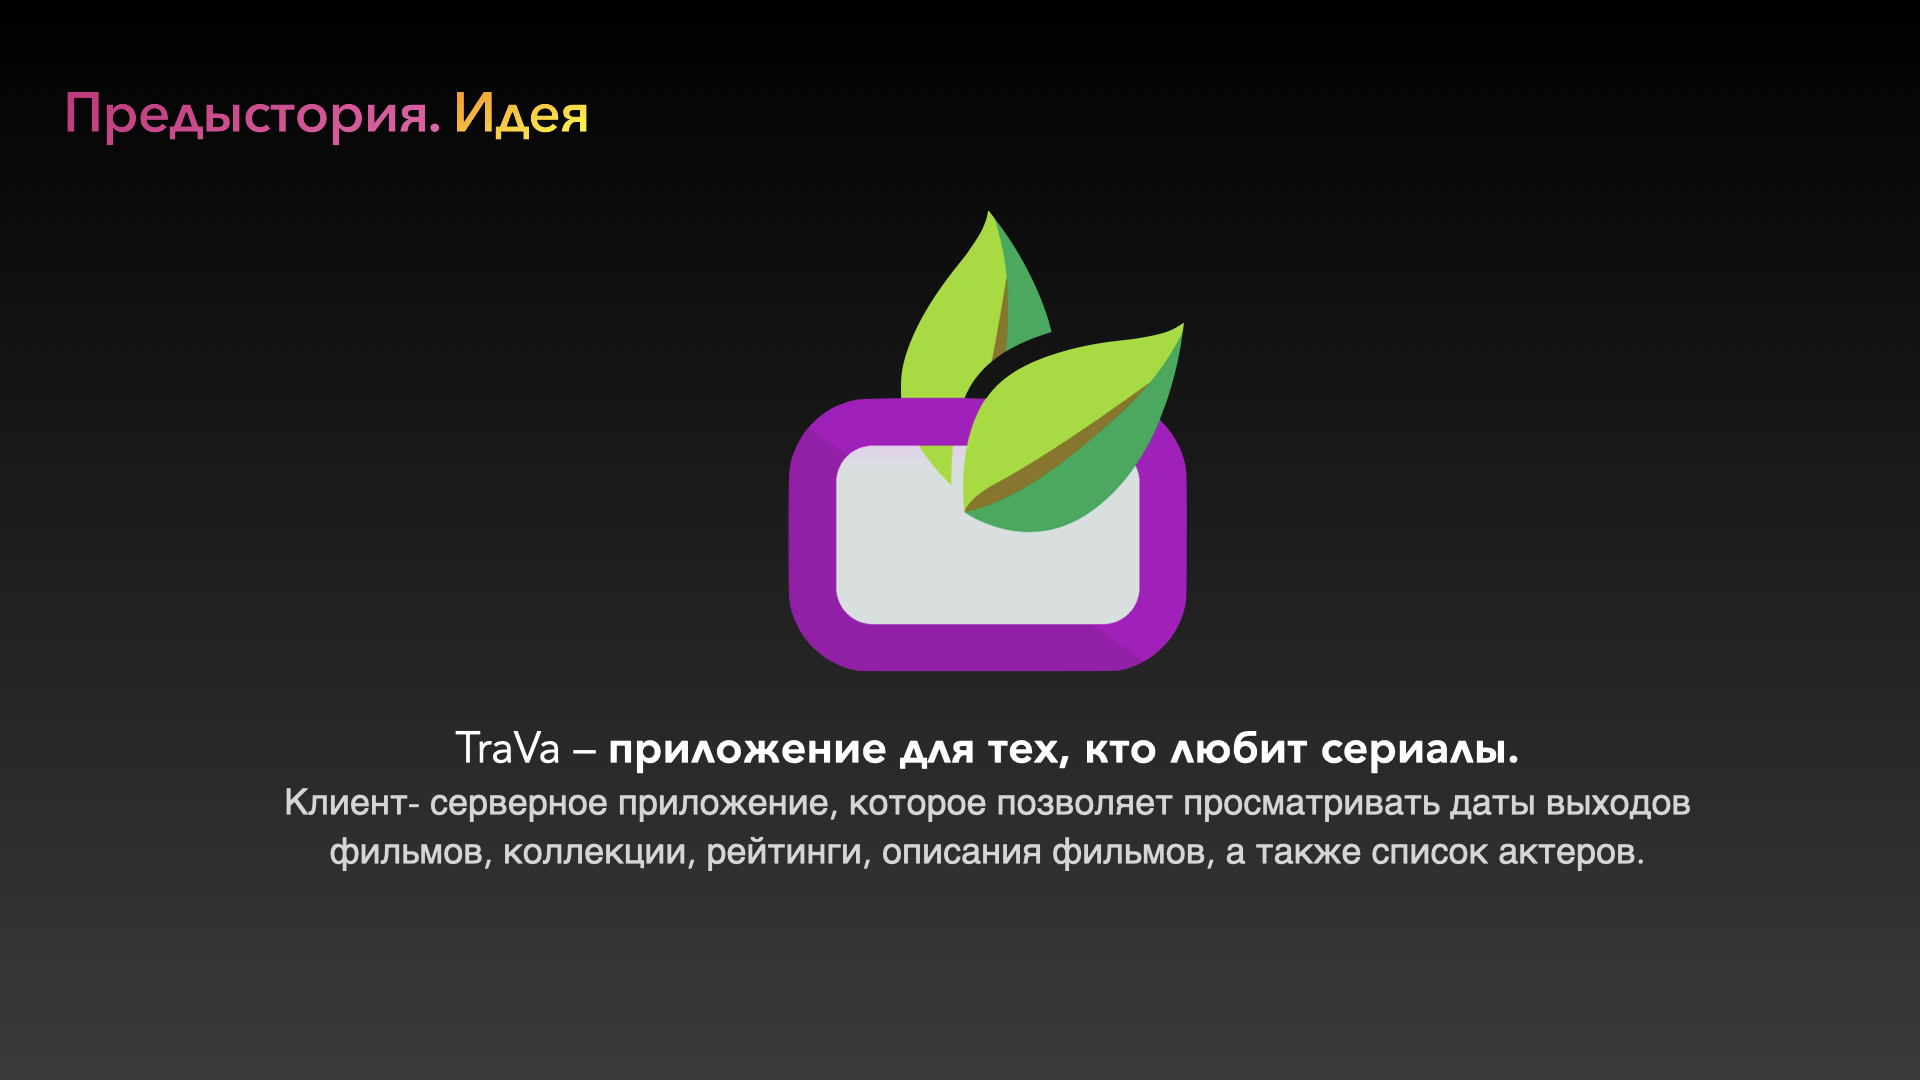 Предыстория. Идея
TraVa – приложение для тех, кто любит сериалы.
Клиент- серверное приложение, которое позволяет просматривать даты выходов
фильмов, коллекции, рейтинги, описания фильмов, а также список актеров.